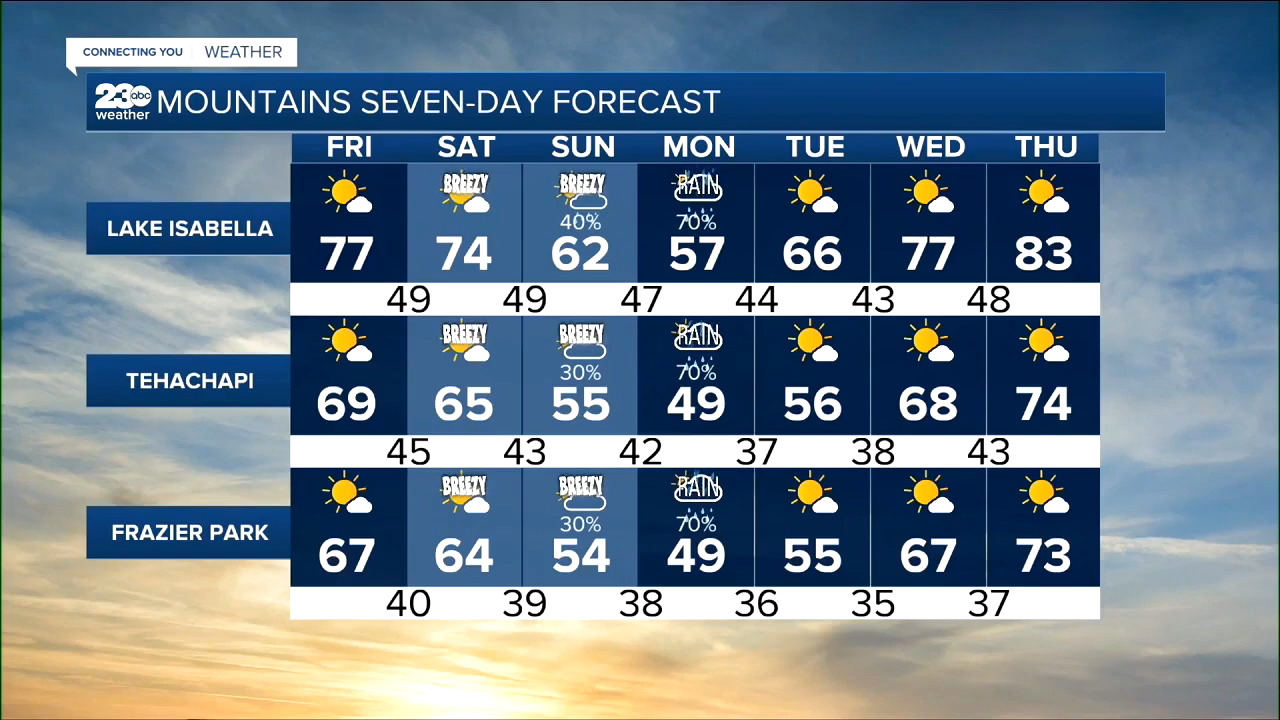 CONNECTING YOU WEATHER
23 abc
weather
MOUNTAINS SEVEN-DAY FORECAST
FRI SAT SUN MON TUE WED THU
BREEZY BREEZY RAIN
40% 70%
LAKE ISABELLA
77 74 62 57 66 77 83
49 49 47 44 43 48
BREEZY BREEZY RAIN
30% 70%
TEHACHAPI
69 65 55 49 56 68 74
45 43 42 37 38 43
BREEZY BREEZY RAIN
30% 70%
FRAZIER PARK
67 64 54 49 55 67 73
40 39 38 36 35 37